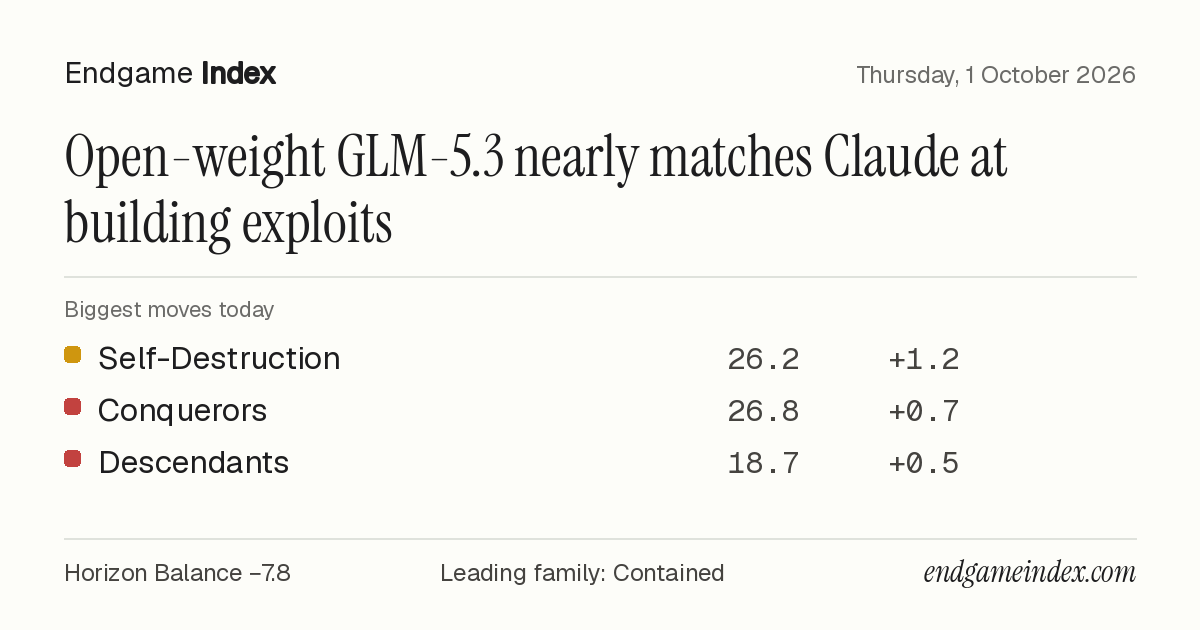 Endgame Index
Thursday, 1 October 2026
Open-weight GLM-5.3 nearly matches Claude at
building exploits
Biggest moves today
Self-Destruction 26.2 +1.2
Conquerors 26.8 +0.7
Descendants 18.7 +0.5
Horizon Balance −7.8
Leading family: Contained
endgameindex.com